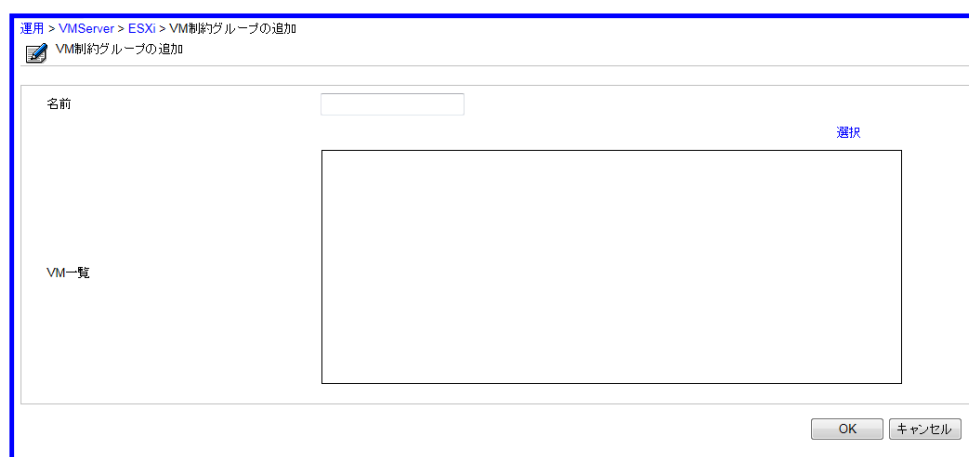 運用 > VMServer > ESXi > VM制約グループの追加
VM制約グループの追加
名前
選択
VM一覧
OK キャンセル